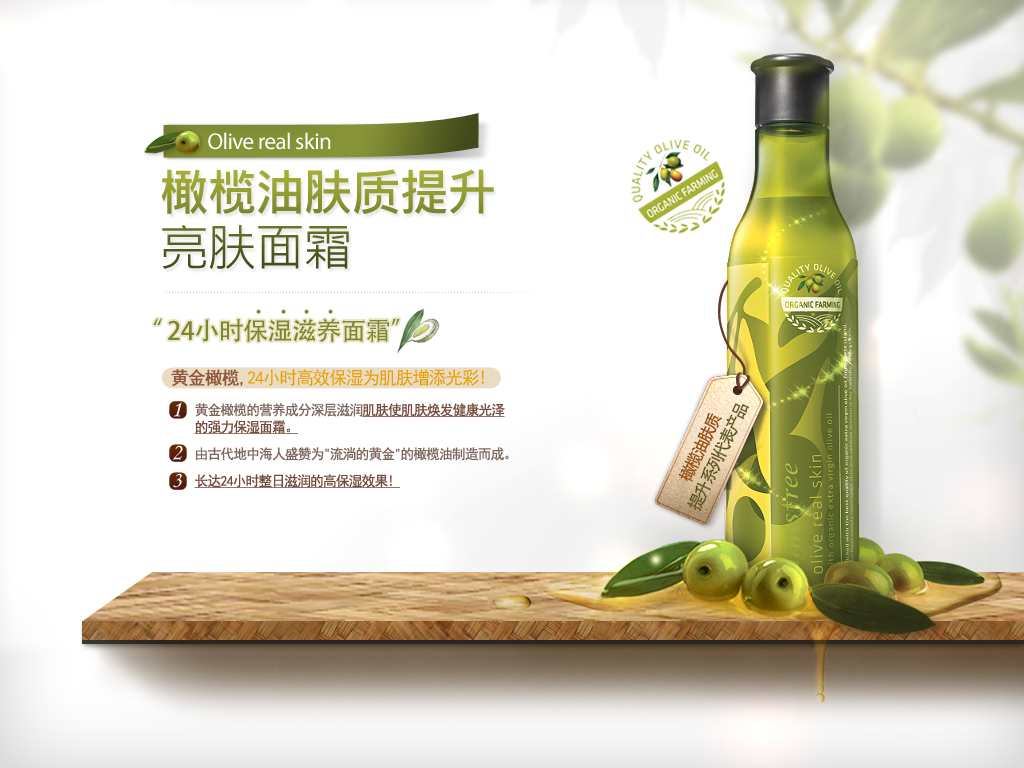 Olive real skin
橄榄油肤质提升
亮肤面霜
“24小时保湿滋养面霜”
黄金橄榄, 24小时高效保湿为肌肤增添光彩!
1 黄金橄榄的营养成分深层滋润肌肤使肌肤焕发健康光泽
的强力保湿面霜。
2 由古代地中海人盛赞为"流淌的黄金"的橄榄油制造而成。
3 长达24小时整日滋润的高保湿效果!
QUALITY OLIVE OIL
ORGANIC FARMING
QUALITY OLIVE OIL
ORGANIC FARMING
橄榄油肤质
提升系列代表产品
olive real skin
with organic extra virgin olive oil